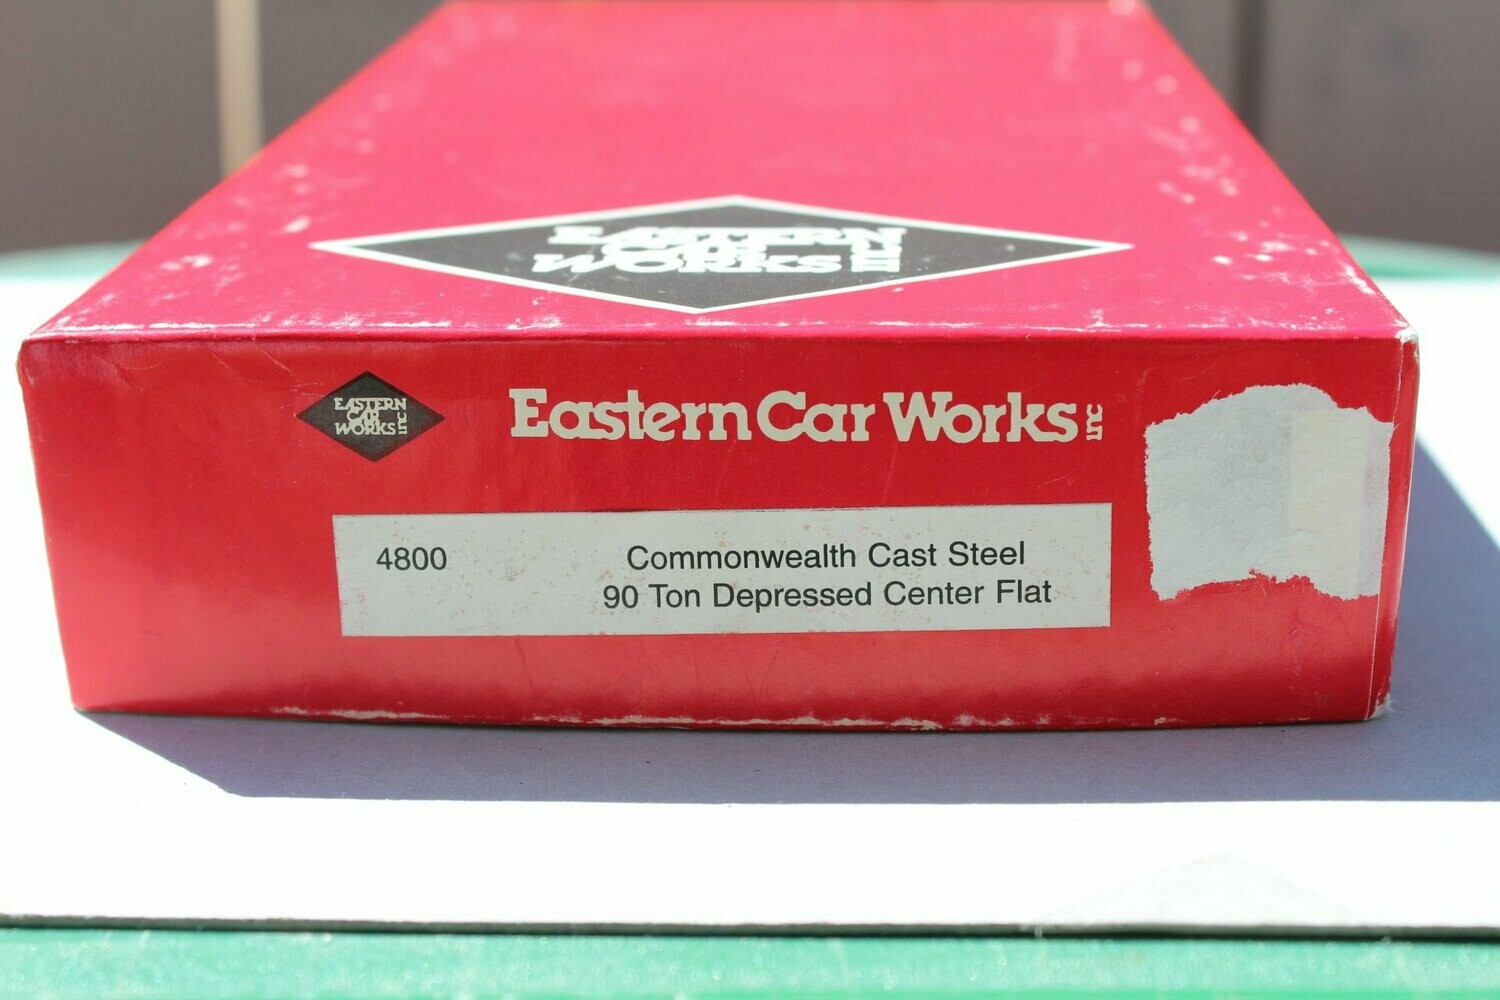 EASTERN
CAR
WORKS INC
EASTERN
CAR
WORKS INC
Eastern Car Works INC
4800
Commonwealth Cast Steel
90 Ton Depressed Center Flat